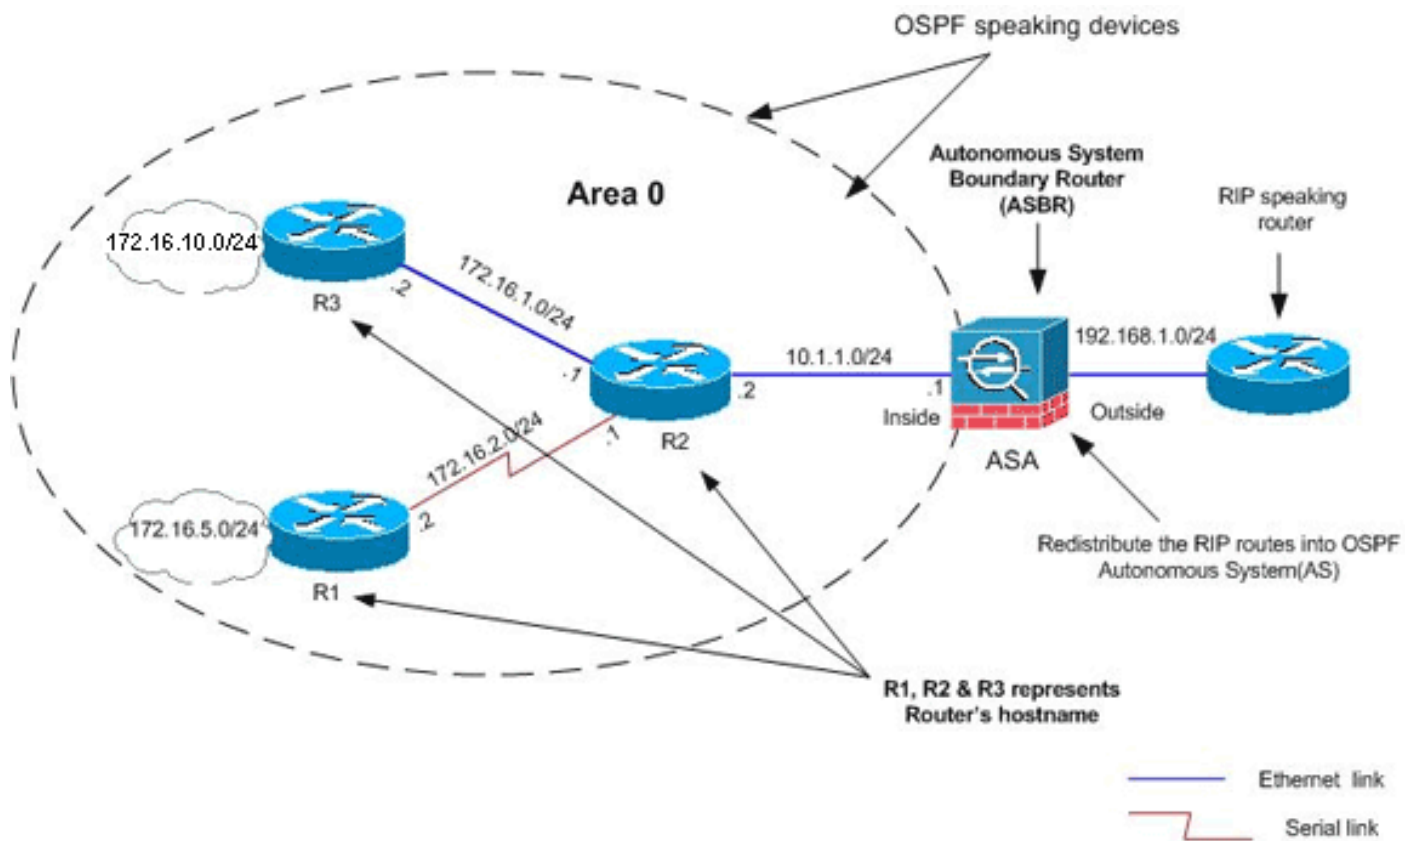 OSPF speaking devices
Autonomous System
Boundary Router
(ASBR)
RIP speaking
router
Area 0
172.16.10.0/24
R3
.2
172.16.1.0/24
.1
R2
.2
10.1.1.0/24
.1
Inside
ASA
192.168.1.0/24
Outside
172.16.2.0/24
.1
.2
172.16.5.0/24
R1
Redistribute the RIP routes into OSPF
Autonomous System(AS)
R1, R2 & R3 represents
Router's hostname
Ethernet link
Serial link